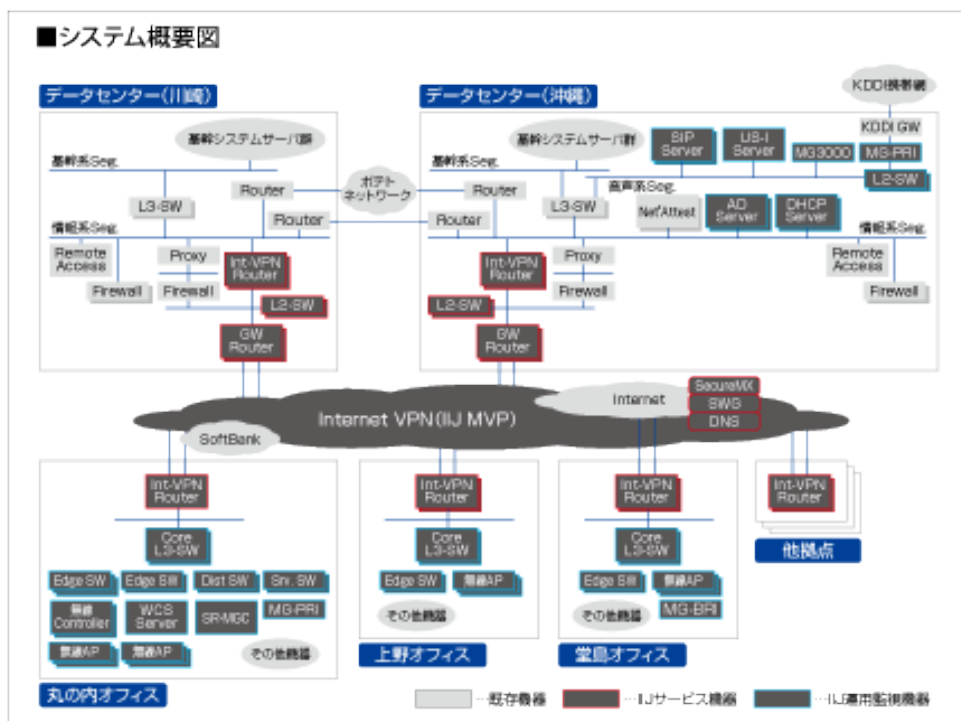 ■システム概要図
データセンター(川崎)
基幹システムサーバ群
基幹系Seg.
L3-SW
Router
Router
情報系Seg.
Remote
Access
Firewall
Proxy
Firewall
Int-VPN
Router
L2-SW
GW
Router
ポテト
ネットワーク
データセンター(沖縄)
KDDI携帯網
KDDI GW
基幹システムサーバ群
SIP
Server
US-I
Server
MG3000
MG-PRI
L2-SW
基幹系Seg.
Router
L3-SW
音声系Seg.
Router
Net'Attest
AD
Server
DHCP
Server
情報系Seg.
Int-VPN
Router
Proxy
Firewall
Remote
Access
Firewall
L2-SW
GW
Router
Internet VPN(IIJ MVP)
Internet
SecureMX
SWG
DNS
SoftBank
Int-VPN
Router
Core
L3-SW
Edge SW
Edge SW
Dist SW
Srv. SW
無線
Controller
WCS
Server
SR-MGC
MG-PRI
無線AP
無線AP
その他機器
丸の内オフィス
Int-VPN
Router
Core
L3-SW
Edge SW
無線AP
その他機器
上野オフィス
Int-VPN
Router
Core
L3-SW
Edge SW
無線AP
その他機器
MG-BRI
堂島オフィス
Int-VPN
Router
他拠点
…既存機器
…IIJサービス機器
…IIJ運用監視機器